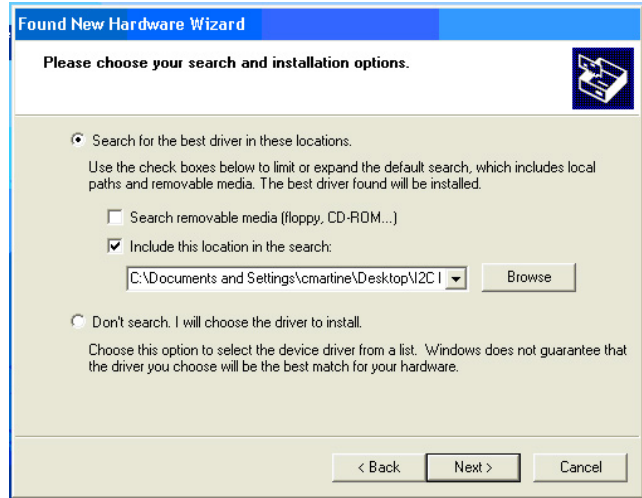 Found New Hardware Wizard
Please choose your search and installation options.
Search for the best driver in these locations.
Use the check boxes below to limit or expand the default search, which includes local
paths and removable media. The best driver found will be installed.
Search removable media (floppy, CD-ROM...)
Include this location in the search:
C:\Documents and Settings\cmartine\Desktop\I2C I
Browse
Don't search. I will choose the driver to install.
Choose this option to select the device driver from a list. Windows does not guarantee that
the driver you choose will be the best match for your hardware.
< Back
Next >
Cancel